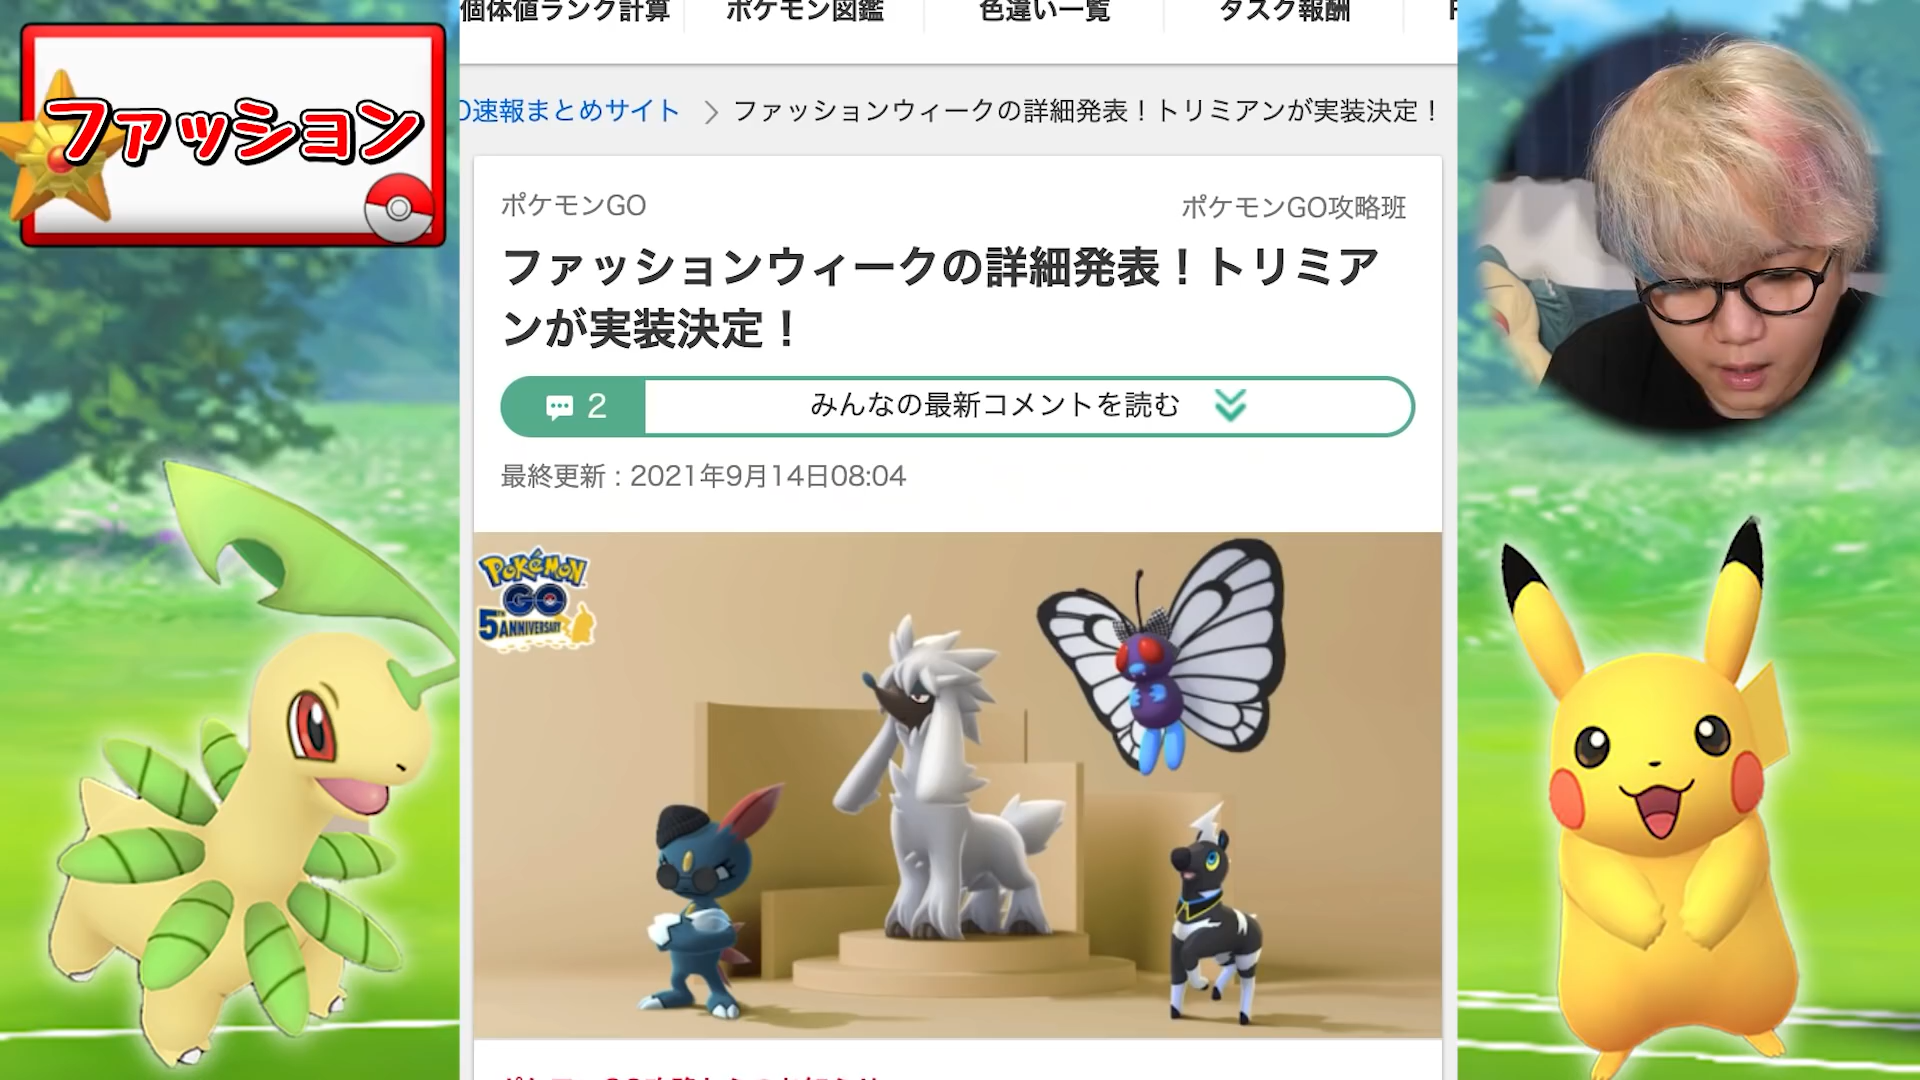 個体値ランク計算 ポケモン図鑑 色違い一覧 タスク報酬
ファッション
速報まとめサイト > ファッションウィークの詳細発表！トリミアンが実装決定！
ポケモンGO ポケモンGO攻略班
ファッションウィークの詳細発表！トリミア
ンが実装決定！
2 みんなの最新コメントを読む
最終更新 : 2021年9月14日08:04
POKÉMON
GO
5TH ANNIVERSARY